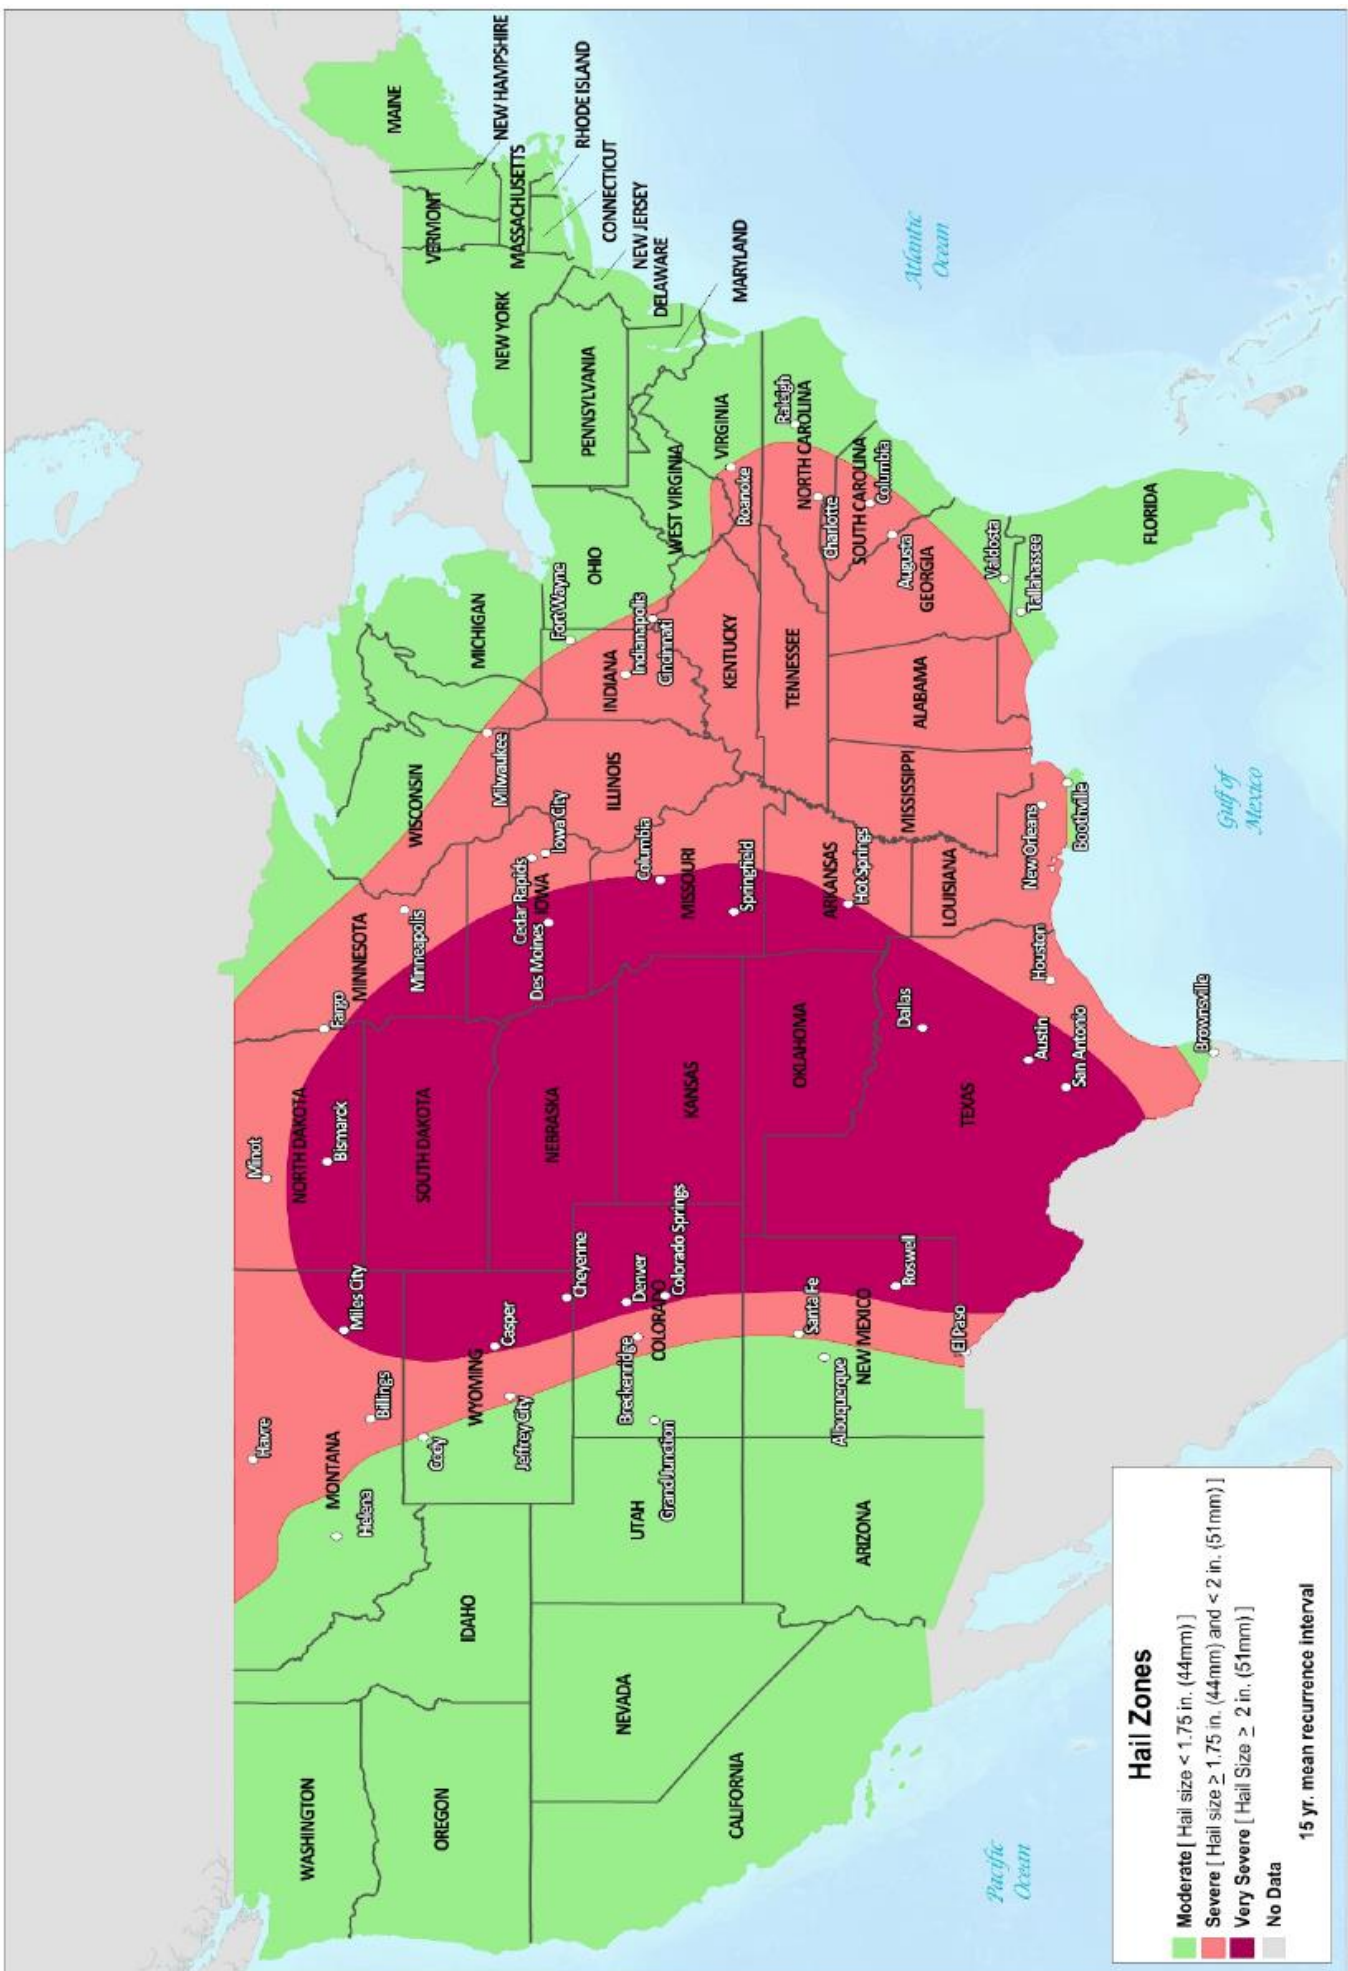 WASHINGTON
OREGON
CALIFORNIA
NEVADA
IDAHO
UTAH
ARIZONA
MONTANA
Havre
Helena
Billings
Miles City
WYOMING
Cody
Jeffrey City
Casper
Cheyenne
COLORADO
Grand Junction
Breckenridge
Denver
Colorado Springs
NEW MEXICO
Albuquerque
Santa Fe
Roswell
El Paso
NORTH DAKOTA
Minot
Bismarck
Fargo
SOUTH DAKOTA
NEBRASKA
KANSAS
OKLAHOMA
TEXAS
Dallas
Austin
San Antonio
Houston
Brownsville
MINNESOTA
Minneapolis
IOWA
Des Moines
Cedar Rapids
Iowa City
MISSOURI
Columbia
Springfield
ARKANSAS
Hot Springs
LOUISIANA
New Orleans
Boothville
WISCONSIN
Milwaukee
ILLINOIS
MICHIGAN
INDIANA
Fort Wayne
Indianapolis
Cincinnati
OHIO
KENTUCKY
TENNESSEE
MISSISSIPPI
ALABAMA
GEORGIA
Augusta
Valdosta
Tallahassee
FLORIDA
SOUTH CAROLINA
Columbia
NORTH CAROLINA
Charlotte
Raleigh
VIRGINIA
Roanoke
WEST VIRGINIA
PENNSYLVANIA
NEW YORK
VERMONT
MAINE
NEW HAMPSHIRE
MASSACHUSETTS
RHODE ISLAND
CONNECTICUT
NEW JERSEY
DELAWARE
MARYLAND
Atlantic
Ocean
Gulf of
Mexico
Pacific
Ocean
Hail Zones
Moderate [ Hail size < 1.75 in. (44mm) ]
Severe [ Hail size ≥ 1.75 in. (44mm) and < 2 in. (51mm) ]
Very Severe [ Hail Size ≥ 2 in. (51mm) ]
No Data
15 yr. mean recurrence interval